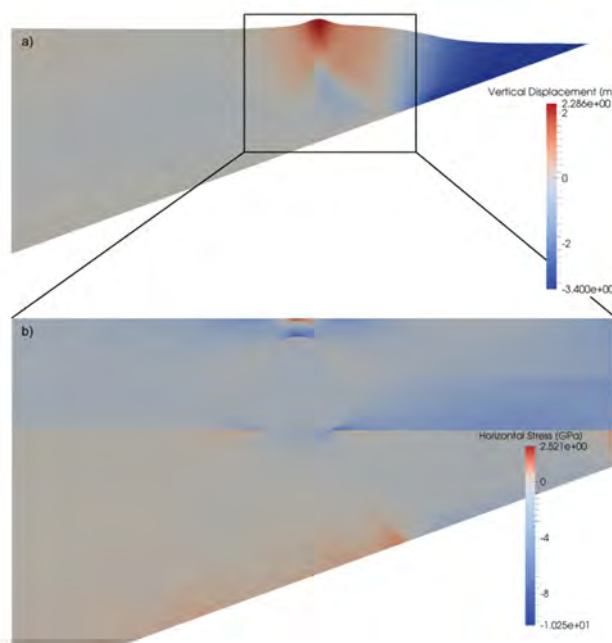 a)
Vertical Displacement (m
2.286e+00
2
0
-2
-3.400e+00
b)
Horizontal Stress (GPa)
2.521e+00
0
-4
-8
-1.025e+01